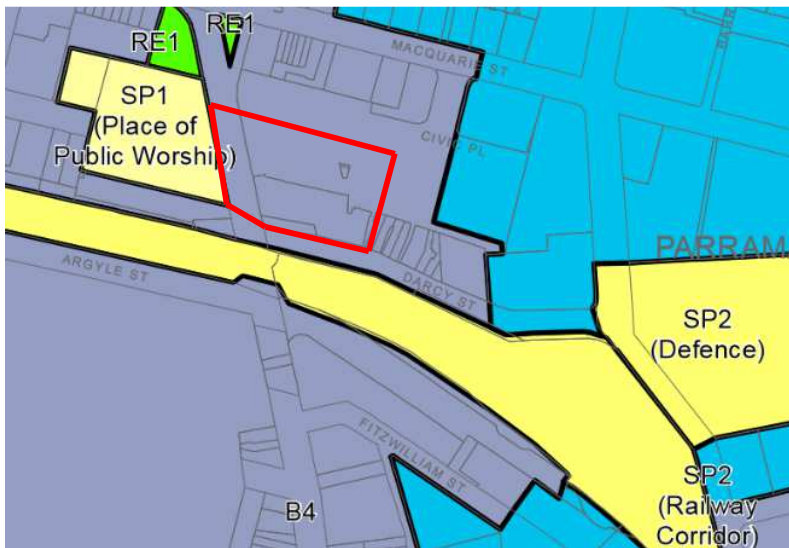 RE1
RE1
MACQUARIE ST
SP1
(Place of
Public Worship)
CIVIC PL
PARRAM
ARGYLE ST
DARCY ST
SP2
(Defence)
FITZWILLIAM ST
B4
SP2
(Railway
Corridor)